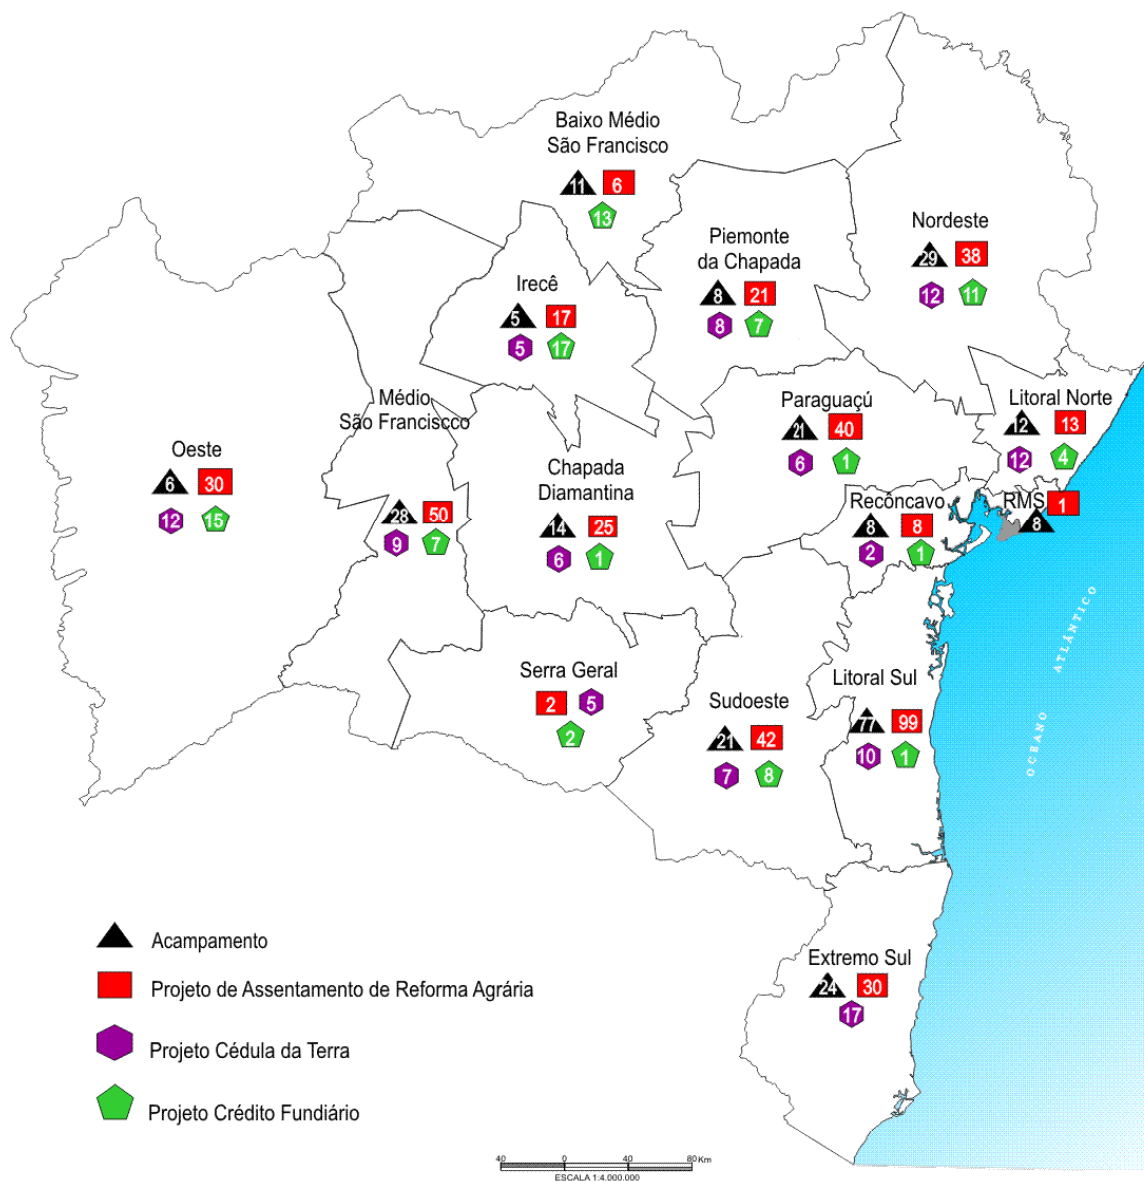 Baixo Médio
São Francisco
11 6
13
Nordeste
29 38
12 11
Piemonte
da Chapada
8 21
8 7
Irecê
5 17
5 17
Médio
São Franciscco
28 50
9 7
Paraguaçú
21 40
6 1
Litoral Norte
12 13
12 4
Oeste
6 30
12 15
Chapada
Diamantina
14 25
6 1
Recôncavo
8 8
2 1
RMS 1
8
Serra Geral
2 5
2
Sudoeste
21 42
7 8
Litoral Sul
77 99
10 1
OCEANO ATLÂNTICO
Extremo Sul
24 30
17
Acampamento
Projeto de Assentamento de Reforma Agrária
Projeto Cédula da Terra
Projeto Crédito Fundiário
40 0 40 80 Km
ESCALA 1:4.000.000